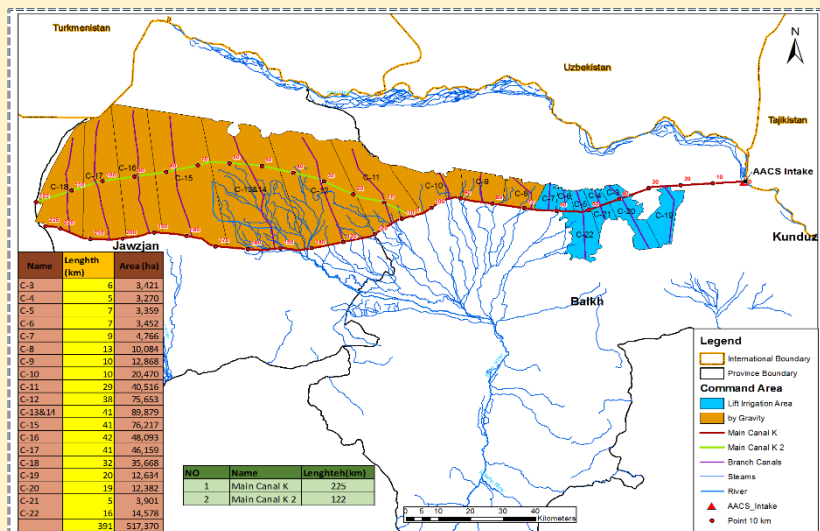 Turkmenistan
Uzbekistan
Tajikistan
N
AACS Intake
Kunduz
Balkh
Jawzjan
C-18
C-17
C-16
C-15
C-13&14
C-12
C-11
C-10
C-9
C-8
C-7
C-6
C-5
C-4
C-3
C-21
C-20
C-19
C-22
30
20
10
Name Lenghth (km) Area (ha)
C-3 6 3,421
C-4 5 3,270
C-5 7 3,359
C-6 7 3,452
C-7 9 4,766
C-8 13 10,084
C-9 10 12,868
C-10 10 20,470
C-11 29 40,516
C-12 38 75,653
C-13&14 41 89,879
C-15 41 76,217
C-16 42 48,093
C-17 41 46,159
C-18 32 35,668
C-19 20 12,634
C-20 19 12,382
C-21 5 3,901
C-22 16 14,578
391 517,370
NO Name Lenghteh(km)
1 Main Canal K 225
2 Main Canal K 2 122
0 5 10 20 30 40
Kilometers
Legend
International Boundary
Province Boundary
Command Area
Lift Irrigation Area
by Gravity
Main Canal K
Main Canal K 2
Branch Canals
Steams
River
AACS_Intake
Point 10 km